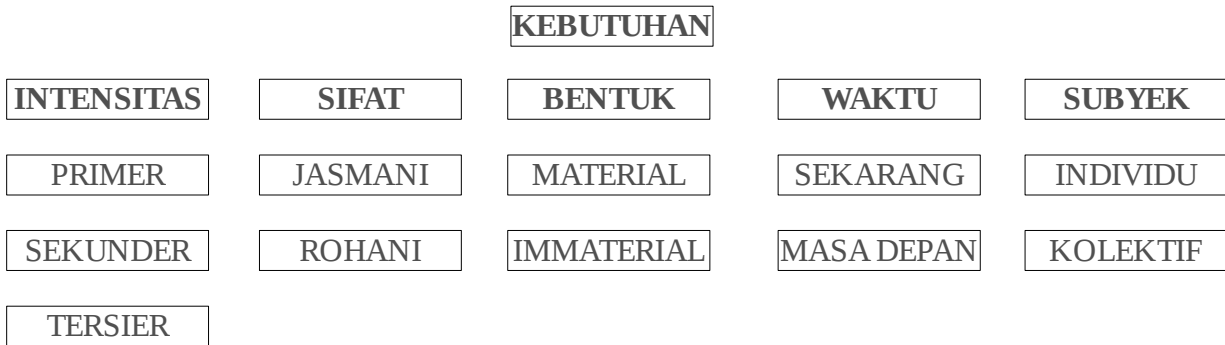 KEBUTUHAN
INTENSITAS SIFAT BENTUK WAKTU SUBYEK
PRIMER JASMANI MATERIAL SEKARANG INDIVIDU
SEKUNDER ROHANI IMMATERIAL MASA DEPAN KOLEKTIF
TERSIER